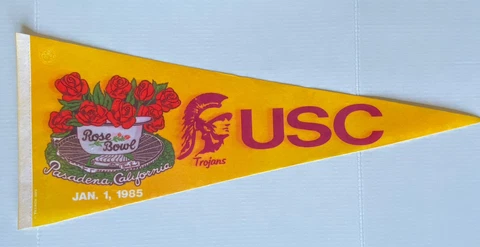 Rose
Bowl
Pasadena, California
JAN. 1, 1985
Trojans
USC